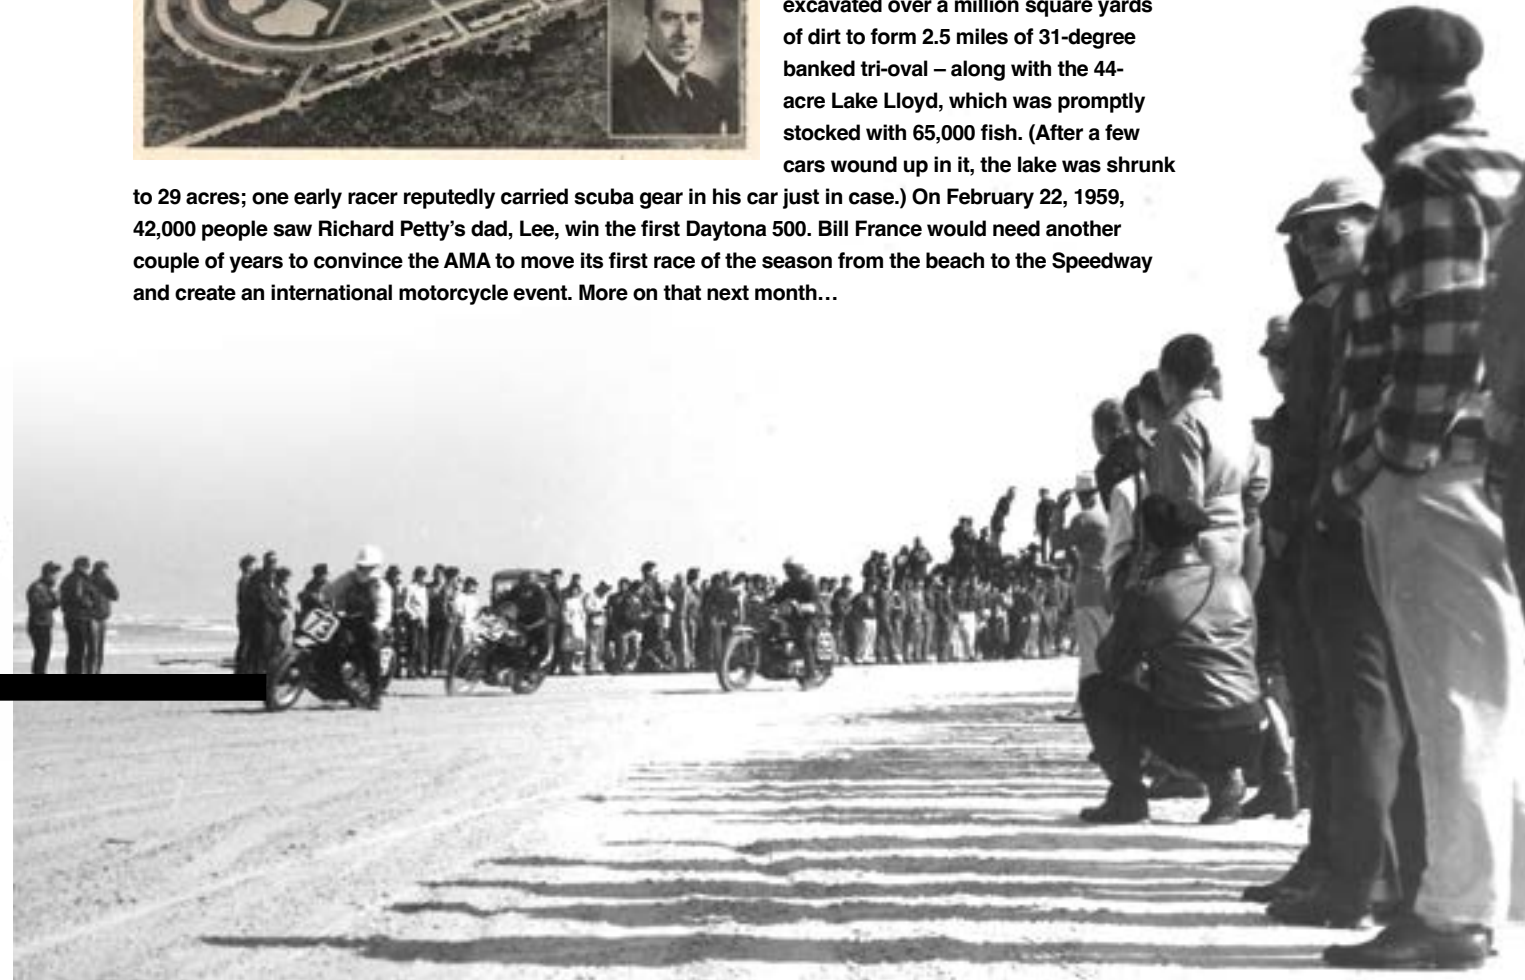 excavated over a million square yards
of dirt to form 2.5 miles of 31-degree
banked tri-oval – along with the 44-
acre Lake Lloyd, which was promptly
stocked with 65,000 fish. (After a few
cars wound up in it, the lake was shrunk
to 29 acres; one early racer reputedly carried scuba gear in his car just in case.) On February 22, 1959,
42,000 people saw Richard Petty’s dad, Lee, win the first Daytona 500. Bill France would need another
couple of years to convince the AMA to move its first race of the season from the beach to the Speedway
and create an international motorcycle event. More on that next month…
73